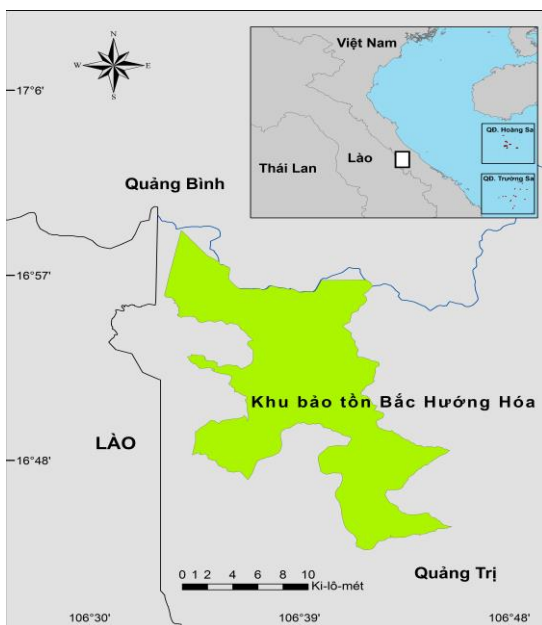 N
W E
S
Việt Nam
17°6'
QĐ. Hoàng Sa
Thái Lan
Lào
QĐ. Trường Sa
Quảng Bình
16°57'
Khu bảo tồn Bắc Hướng Hóa
LÀO
16°48'
0 1 2 4 6 8 10
Ki-lô-mét
Quảng Trị
106°30' 106°39' 106°48'